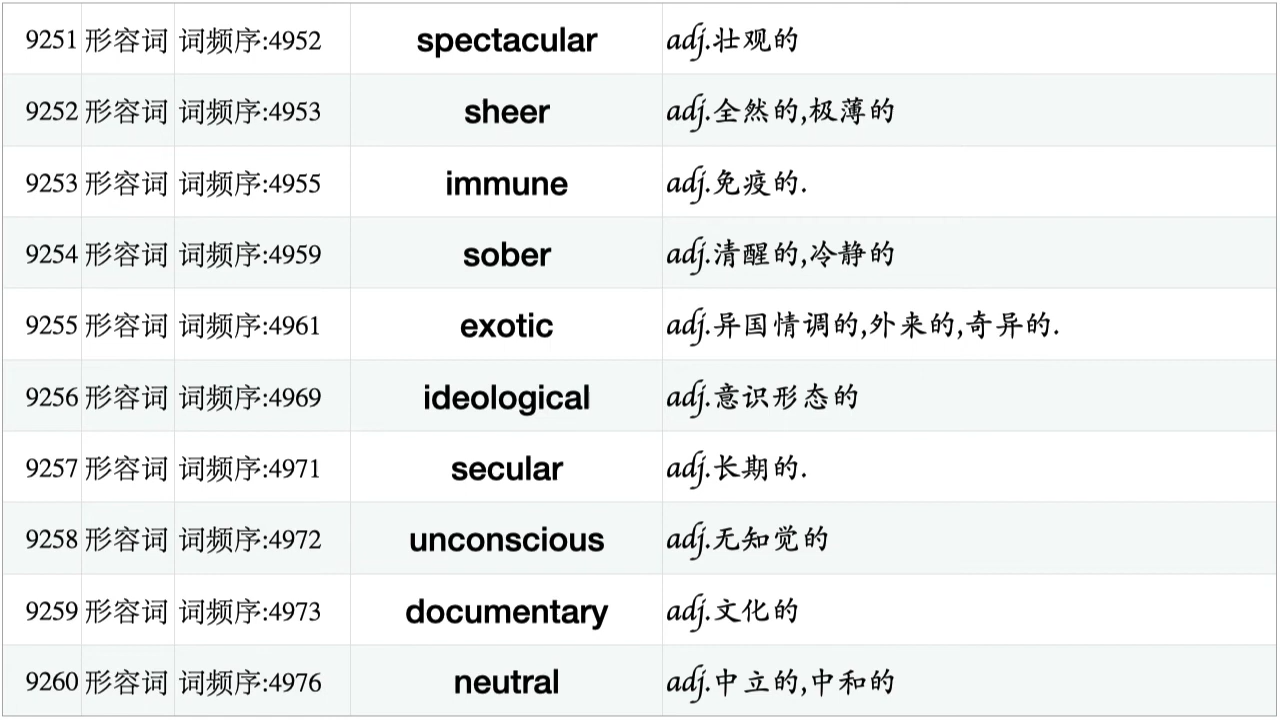 9251 形容词 词频序:4952 spectacular adj.壮观的
9252 形容词 词频序:4953 sheer adj.全然的,极薄的
9253 形容词 词频序:4955 immune adj.免疫的.
9254 形容词 词频序:4959 sober adj.清醒的,冷静的
9255 形容词 词频序:4961 exotic adj.异国情调的,外来的,奇异的.
9256 形容词 词频序:4969 ideological adj.意识形态的
9257 形容词 词频序:4971 secular adj.长期的.
9258 形容词 词频序:4972 unconscious adj.无知觉的
9259 形容词 词频序:4973 documentary adj.文化的
9260 形容词 词频序:4976 neutral adj.中立的,中和的